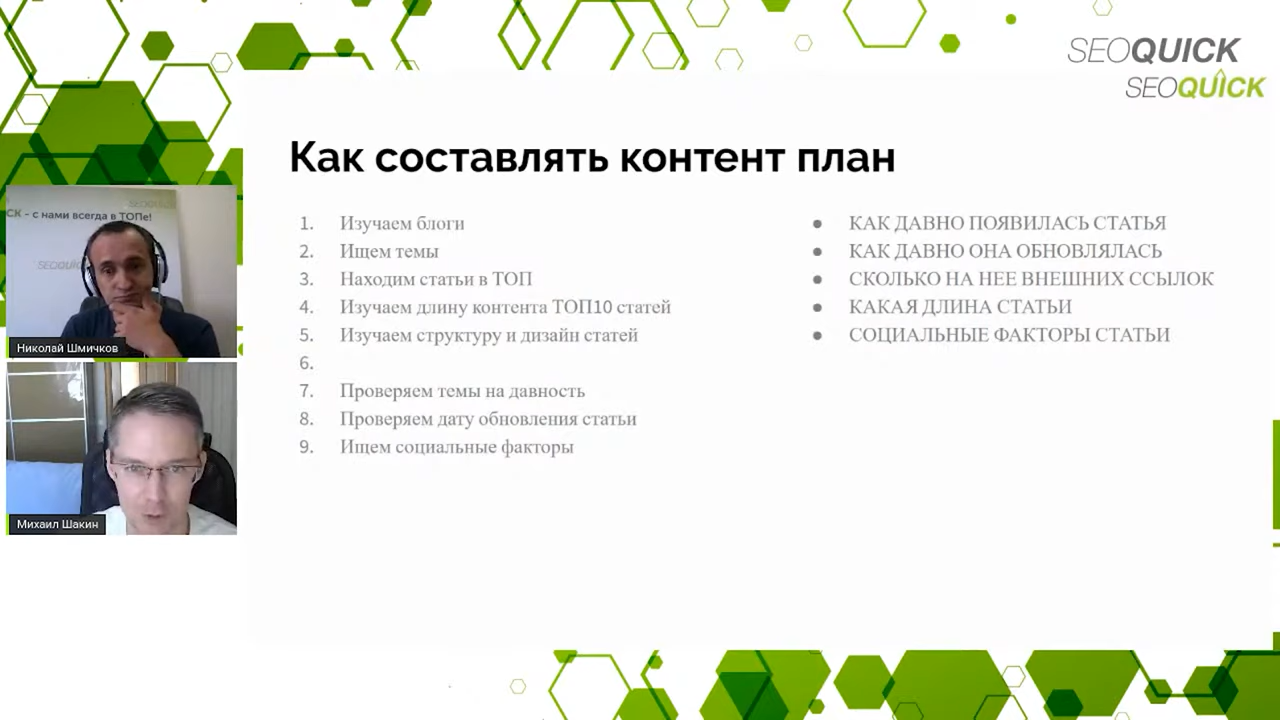 SEOQUICK
SEOQUICK
Как составлять контент план
1. Изучаем блоги
2. Ищем темы
3. Находим статьи в ТОП
4. Изучаем длину контента ТОП10 статей
5. Изучаем структуру и дизайн статей
6.
7. Проверяем темы на давность
8. Проверяем дату обновления статьи
9. Ищем социальные факторы
● КАК ДАВНО ПОЯВИЛАСЬ СТАТЬЯ
● КАК ДАВНО ОНА ОБНОВЛЯЛАСЬ
● СКОЛЬКО НА НЕЕ ВНЕШНИХ ССЫЛОК
● КАКАЯ ДЛИНА СТАТЬИ
● СОЦИАЛЬНЫЕ ФАКТОРЫ СТАТЬИ
SEOQUICK
СК - с нами всегда в ТОПе!
Николай Шмичков
Михаил Шакин